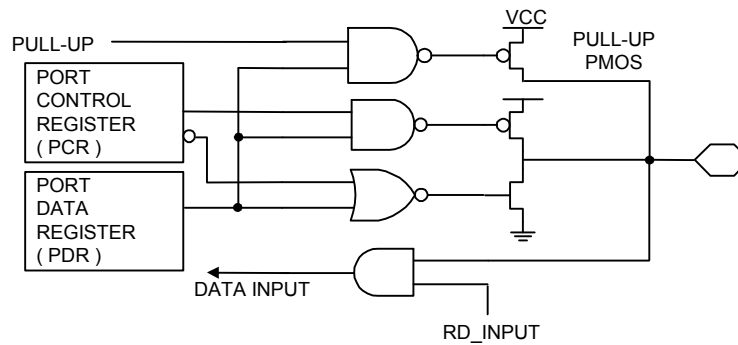 VCC
PULL-UP
PULL-UP
PMOS
PORT
CONTROL
REGISTER
( PCR )
PORT
DATA
REGISTER
( PDR )
DATA INPUT
RD_INPUT